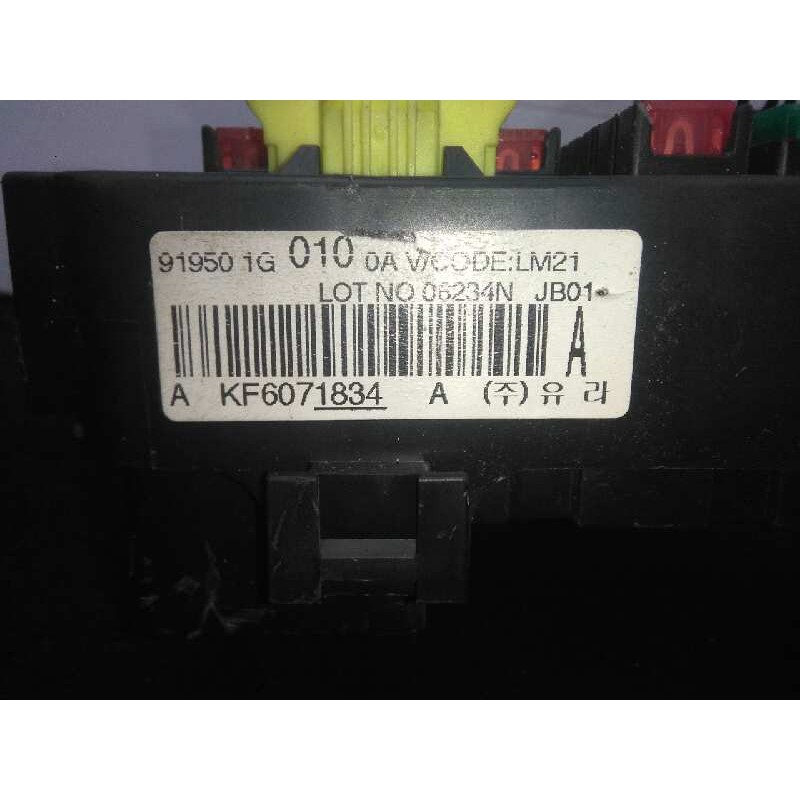 91950 1G 010 0A V/CODE:LM21
LOT NO 06234N JB01
A
A KF6071834 A (주) 유라